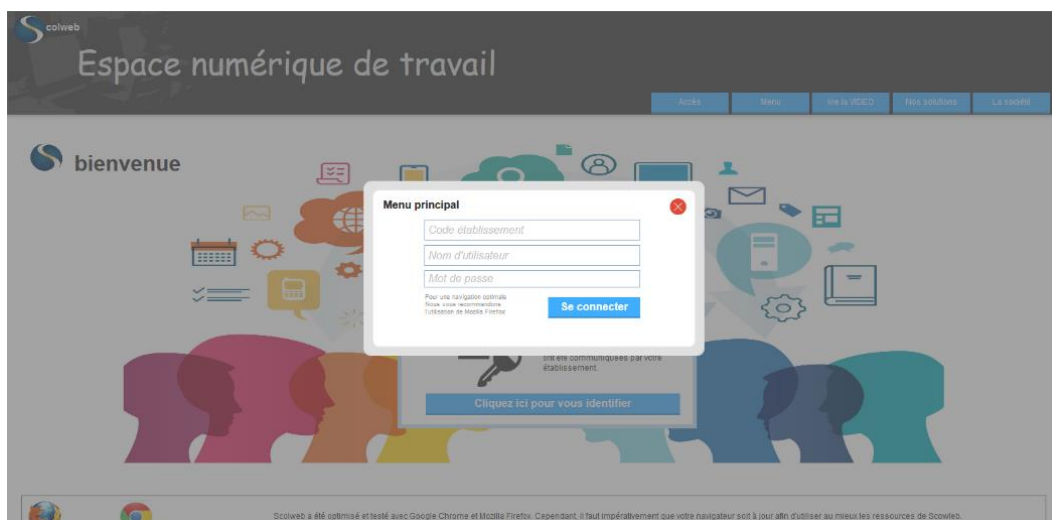 colweb
Espace numérique de travail
Accès Menu lire la VIDEO Nos solutions La société
bienvenue
Menu principal
Code établissement
Nom d'utilisateur
Mot de passe
Pour une navigation optimale
Nous vous recommandons
l'utilisation de Mozilla Firefox
Se connecter
ont été communiquées par votre
établissement.
Cliquez ici pour vous identifier
Scolweb a été optimisé et testé avec Google Chrome et Mozilla Firefox. Cependant, il faut impérativement que votre navigateur soit à jour afin d'utiliser au mieux les ressources de Scowleb.